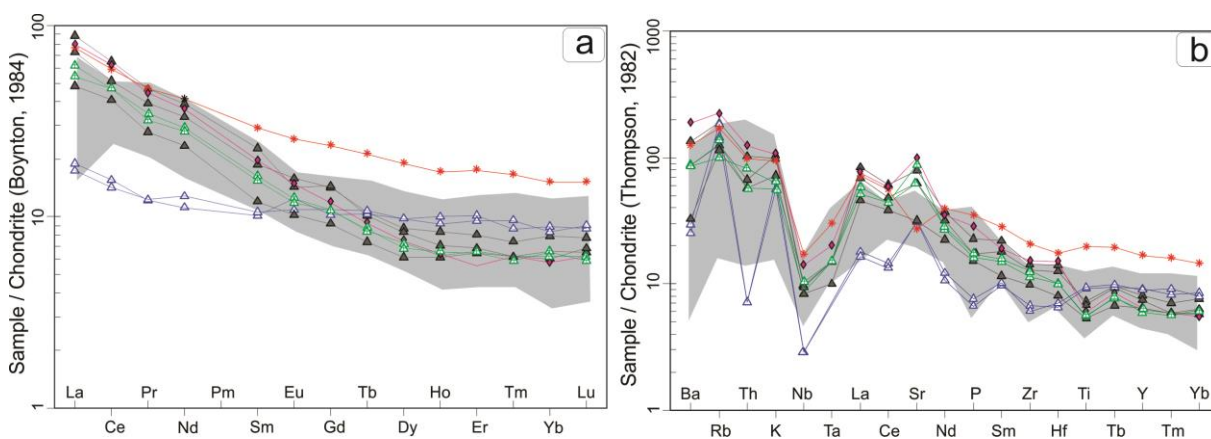 a
100
10
1
Sample / Chondrite (Boynton, 1984)
La Pr Pm Eu Tb Ho Tm Lu
Ce Nd Sm Gd Dy Er Yb
b
1000
100
10
1
Sample / Chondrite (Thompson, 1982)
Ba Th Nb La Sr P Zr Ti Y Yb
Rb K Ta Ce Nd Sm Hf Tb Tm